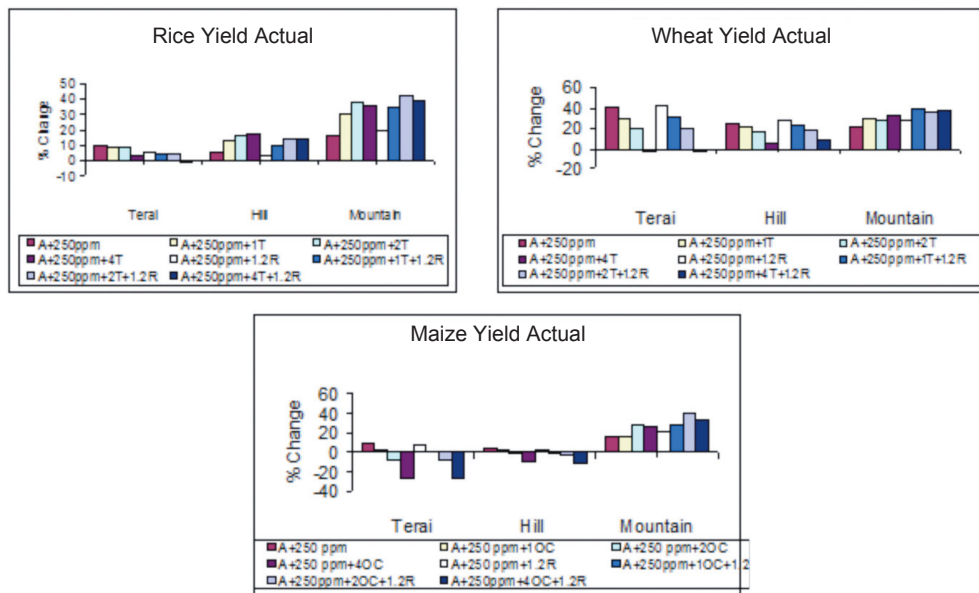 Rice Yield Actual
% Change
50
40
30
20
10
0
-10
Terai
Hill
Mountain
A+250ppm
A+250ppm+1T
A+250ppm+2T
A+250ppm+4T
A+250ppm+1.2R
A+250ppm+1T+1.2R
A+250ppm+2T+1.2R
A+250ppm+4T+1.2R
Wheat Yield Actual
% Change
60
40
20
0
-20
Terai
Hill
Mountain
A+250ppm
A+250ppm+1T
A+250ppm+2T
A+250ppm+4T
A+250ppm+1.2R
A+250ppm+1T+1.2R
A+250ppm+2T+1.2R
A+250ppm+4T+1.2R
Maize Yield Actual
% Change
60
40
20
0
-20
-40
Terai
Hill
Mountain
A+250 ppm
A+250 ppm+1OC
A+250 ppm+2OC
A+250 ppm+4OC
A+250 ppm+1.2R
A+250ppm+1OC+1.2
A+250ppm+2OC+1.2R
A+250ppm+4OC+1.2R